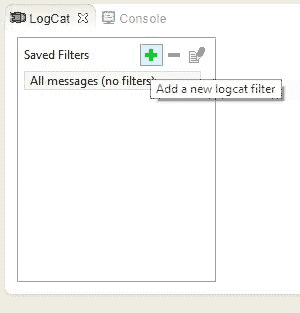 LogCat Console
Saved Filters
All messages (no filters)
Add a new logcat filter